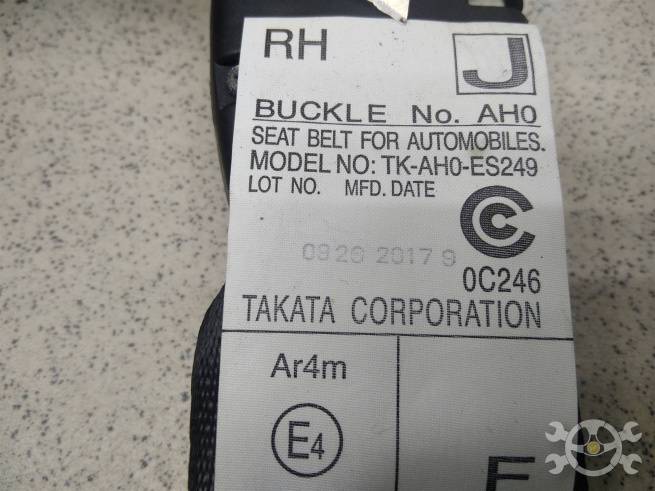 RH
J
BUCKLE No. AH0
SEAT BELT FOR AUTOMOBILES.
MODEL NO: TK-AH0-ES249
LOT NO. MFD. DATE
0926 2017 9
0C246
TAKATA CORPORATION
Ar4m
E4
E